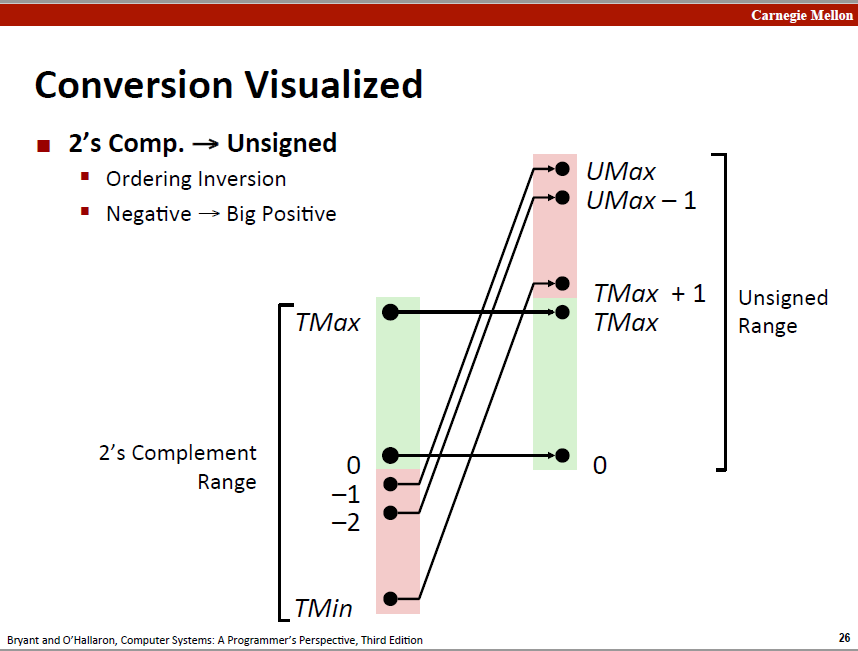 Carnegie Mellon
Conversion Visualized
■ 2’s Comp. → Unsigned
▪ Ordering Inversion
▪ Negative → Big Positive
UMax
UMax – 1
TMax + 1
TMax
0
Unsigned
Range
TMax
0
–1
–2
TMin
2’s Complement
Range
Bryant and O’Hallaron, Computer Systems: A Programmer’s Perspective, Third Edition
26